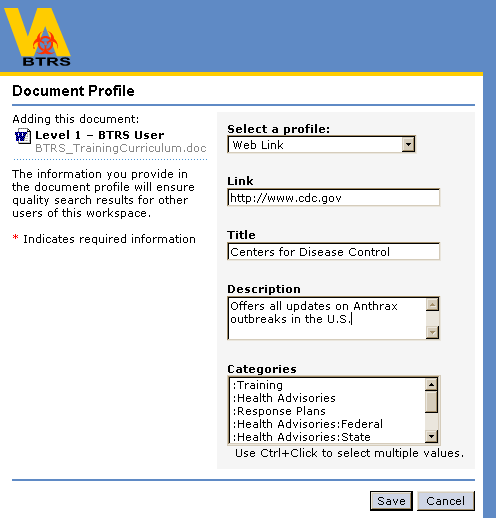 VA
BTRS
Document Profile
Adding this document:
Level 1 – BTRS User
BTRS_TrainingCurriculum.doc
The information you provide in
the document profile will ensure
quality search results for other
users of this workspace.
* Indicates required information
Select a profile:
Web Link
Link
http://www.cdc.gov
Title
Centers for Disease Control
Description
Offers all updates on Anthrax
outbreaks in the U.S.
Categories
:Training
:Health Advisories
:Response Plans
:Health Advisories:Federal
:Health Advisories:State
Use Ctrl+Click to select multiple values.
Save Cancel